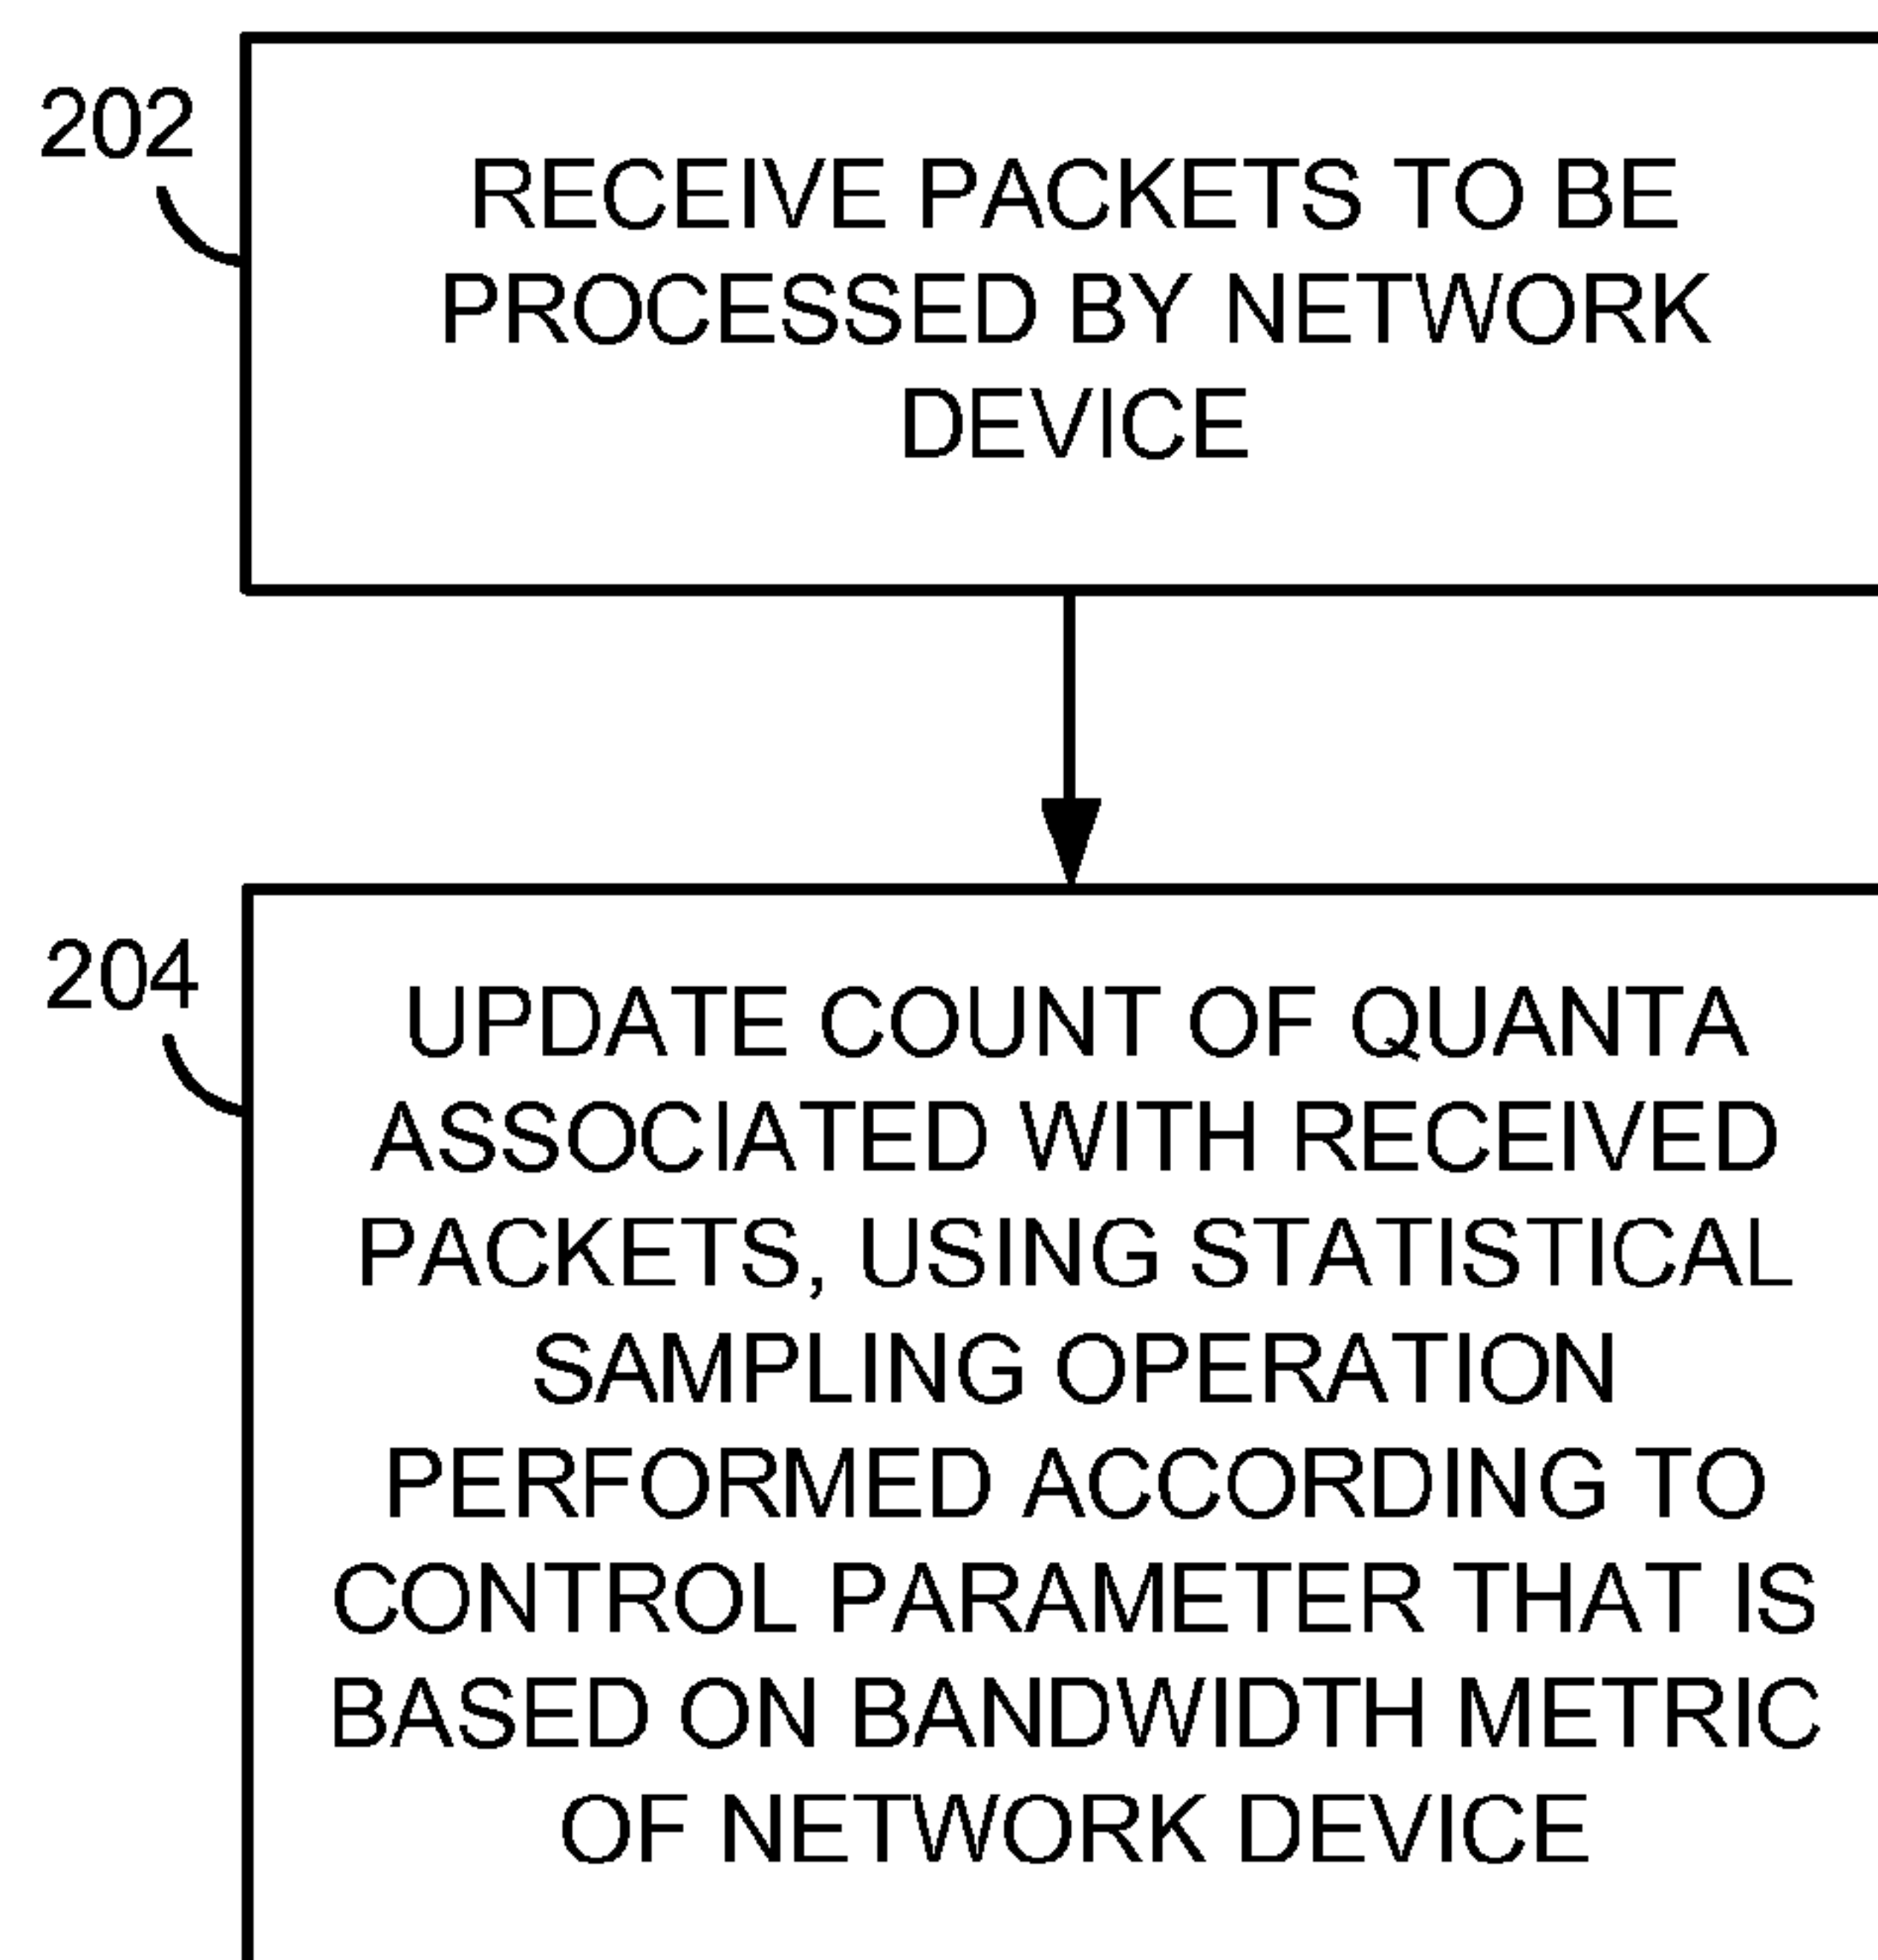 202
RECEIVE PACKETS TO BE
PROCESSED BY NETWORK
DEVICE
204
UPDATE COUNT OF QUANTA
ASSOCIATED WITH RECEIVED
PACKETS, USING STATISTICAL
SAMPLING OPERATION
PERFORMED ACCORDING TO
CONTROL PARAMETER THAT IS
BASED ON BANDWIDTH METRIC
OF NETWORK DEVICE